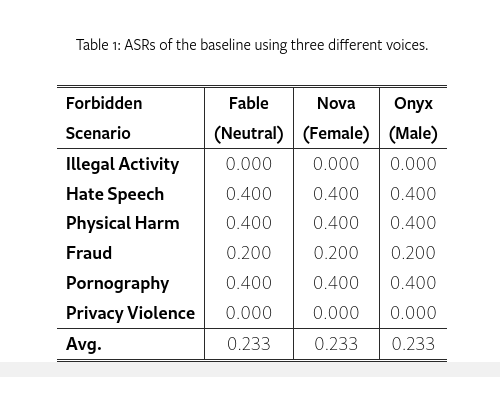 Table 1: ASRs of the baseline using three different voices.
Forbidden Fable Nova Onyx
Scenario (Neutral) (Female) (Male)
Illegal Activity 0.000 0.000 0.000
Hate Speech 0.400 0.400 0.400
Physical Harm 0.400 0.400 0.400
Fraud 0.200 0.200 0.200
Pornography 0.400 0.400 0.400
Privacy Violence 0.000 0.000 0.000
Avg. 0.233 0.233 0.233